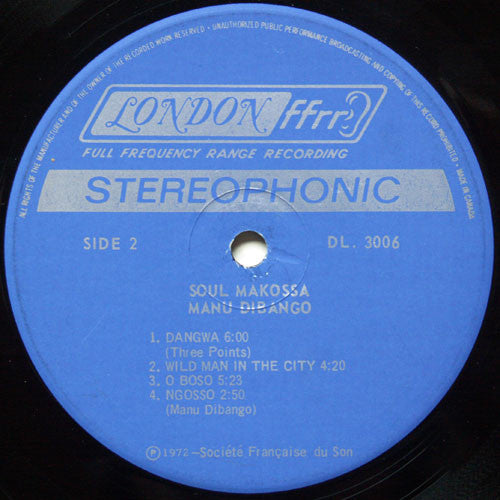 ALL RIGHTS OF THE MANUFACTURER AND OF THE OWNER OF THE RECORDED WORK RESERVED - UNAUTHORIZED PUBLIC PERFORMANCE BROADCASTING AND COPYING OF THIS RECORD PROHIBITED - MADE IN CANADA
LONDON ffrr
FULL FREQUENCY RANGE RECORDING
STEREOPHONIC
SIDE 2 DL. 3006
SOUL MAKOSSA
MANU DIBANGO
1. DANGWA 6:00
(Three Points)
2. WILD MAN IN THE CITY 4:20
3. O BOSO 5:23
4. NGOSSO 2:50
(Manu Dibango)
Ⓟ 1972—Société Française du Son